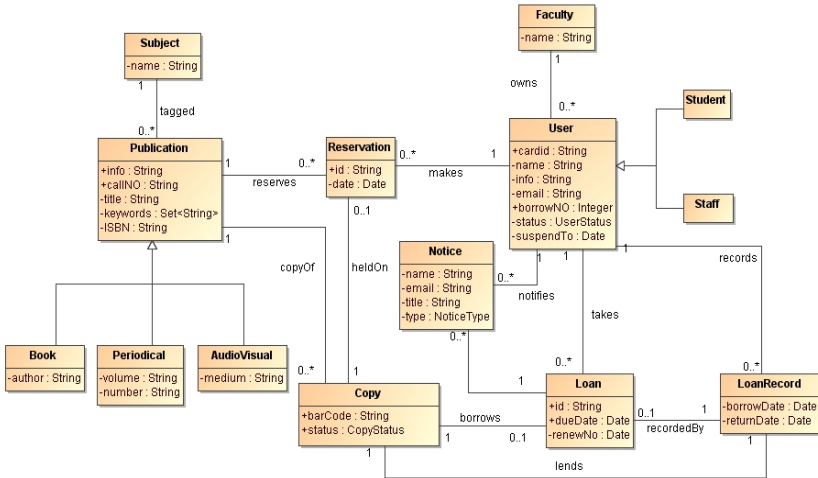 Faculty
-name : String
1
owns
0..*
Subject
-name : String
1
tagged
0..*
Student
Staff
Publication
+info : String
+callNO : String
-title : String
-keywords : Set<String>
-ISBN : String
1
0..*
reserves
1
Reservation
+id : String
-date : Date
0..*
1
makes
0..1
User
+cardid : String
-name : String
-info : String
-email : String
+borrowNO : Integer
-status : UserStatus
-suspendTo : Date
1
1
1
records
copyOf
heldOn
Notice
-name : String
-email : String
-title : String
-type : NoticeType
0..*
notifies
0..*
takes
Book
-author : String
Periodical
-volume : String
-number : String
AudioVisual
-medium : String
0..*
1
1
0..*
0..*
Copy
+barCode : String
+status : CopyStatus
borrows
1
0..1
Loan
+id : String
+dueDate : Date
-renewNo : Date
0..1
1
recordedBy
LoanRecord
-borrowDate : Date
-returnDate : Date
1
1
lends